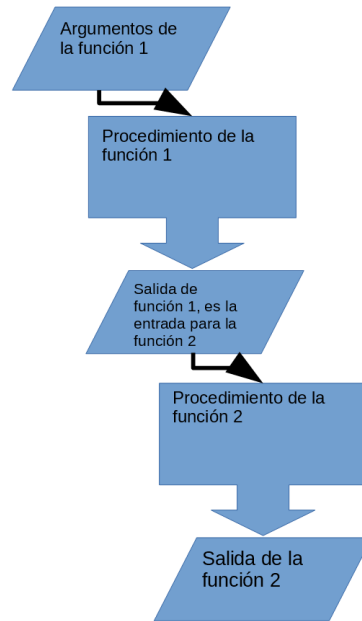 Argumentos de
la función 1
Procedimiento de la
función 1
Salida de
función 1, es la
entrada para la
función 2
Procedimiento de la
función 2
Salida de la
función 2